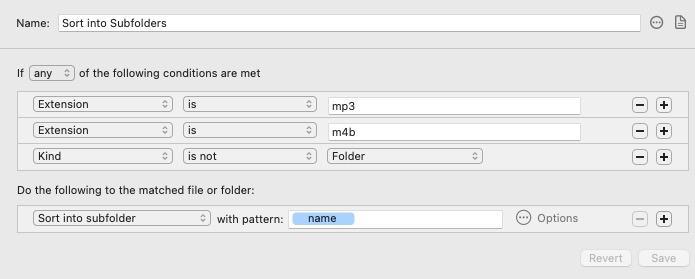 Name: Sort into Subfolders
If any of the following conditions are met
Extension is mp3
Extension is m4b
Kind is not Folder
Do the following to the matched file or folder:
Sort into subfolder with pattern: name Options
Revert Save